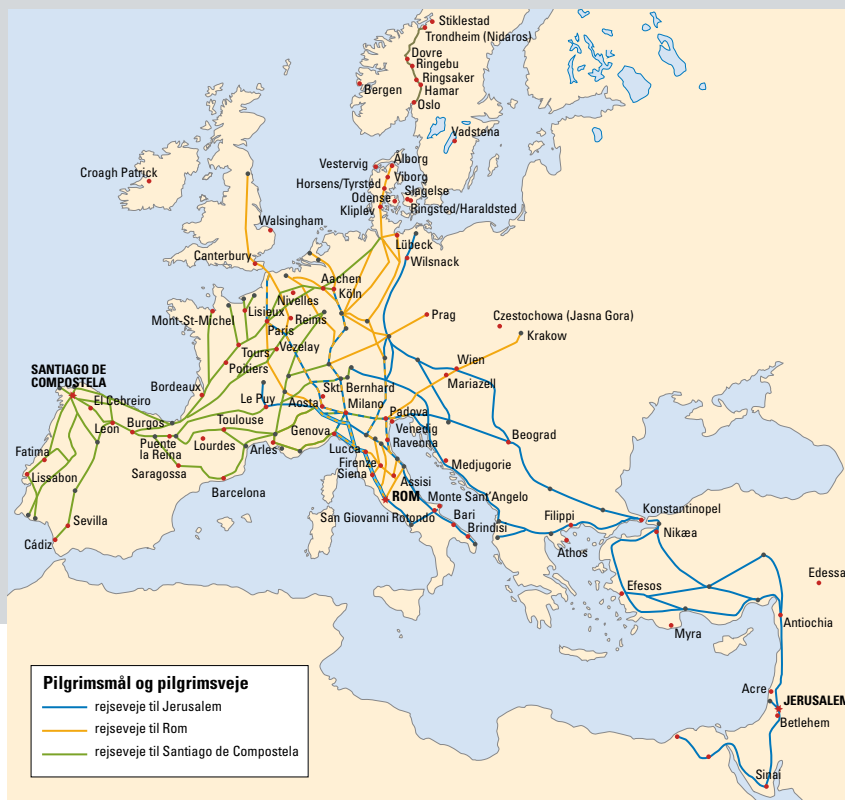 Stiklestad
Trondheim (Nidaros)
Dovre
Ringebu
Ringsaker
Hamar
Bergen
Oslo
Vadstena
Vestervig
Ålborg
Croagh Patrick
Viborg
Horsens/Tyrsted
Slagelse
Odense
Ringsted/Haraldsted
Kliplev
Walsingham
Lübeck
Canterbury
Wilsnack
Aachen
Köln
Nivelles
Lisieux
Reims
Prag
Czestochowa (Jasna Gora)
Mont-St-Michel
Paris
Krakow
Tours
Vezelay
Wien
Poitiers
SANTIAGO DE
COMPOSTELA
Mariazell
Bordeaux
Skt. Bernhard
El Cebreiro
Le Puy
Aosta
Milano
Padova
Burgos
Toulouse
Venedig
León
Genova
Beograd
Ravenna
Puente
la Reina
Lourdes
Arles
Lucca
Fatima
Firenze
Medjugorie
Saragossa
Siena
Assisi
Lissabon
Barcelona
ROM
Monte Sant'Angelo
Konstantinopel
San Giovanni Rotondo
Bari
Filippi
Sevilla
Brindisi
Nikæa
Cádiz
Athos
Edessa
Efesos
Antiochia
Myra
Acre
JERUSALEM
Betlehem
Sinai
Pilgrimsmål og pilgrimsveje
rejseveje til Jerusalem
rejseveje til Rom
rejseveje til Santiago de Compostela